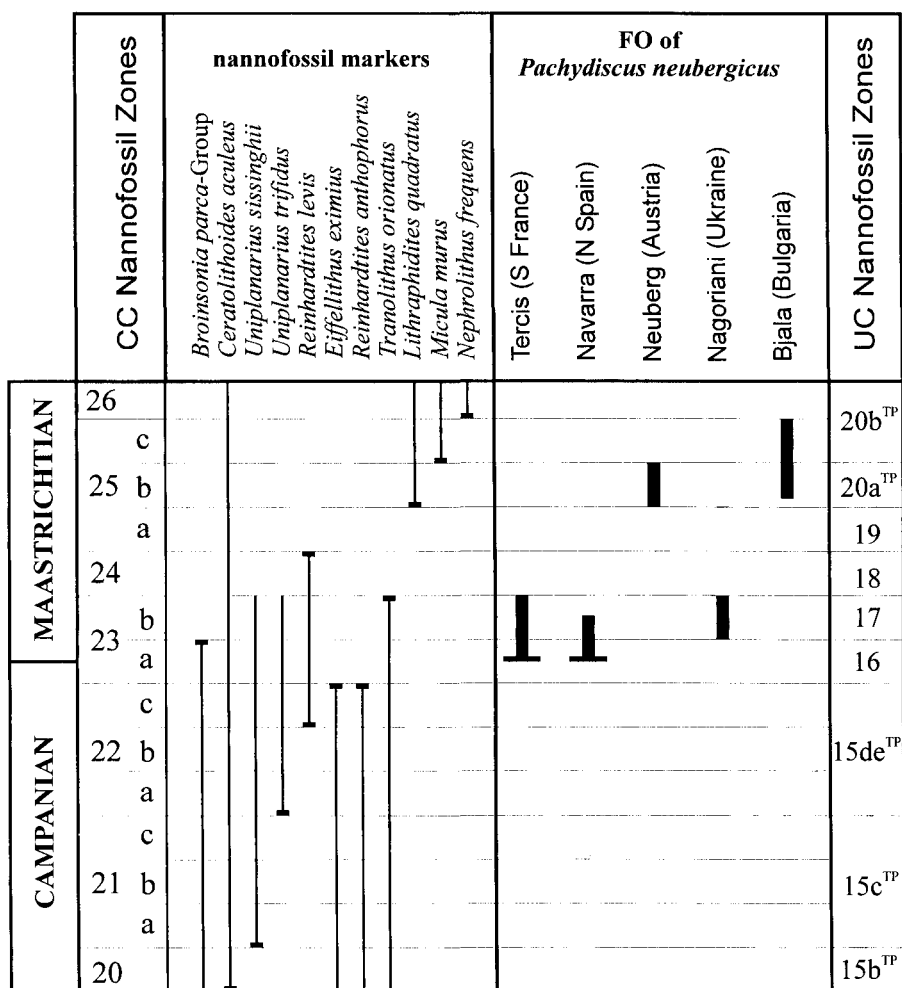 CC Nannofossil Zones
nannofossil markers
Broinsonia parca-Group
Ceratolithoides aculeus
Uniplanarius sissinghii
Uniplanarius trifidus
Reinhardtites levis
Eiffellithus eximius
Reinhardtites anthophorus
Tranolithus orionatus
Lithraphidites quadratus
Micula murus
Nephrolithus frequens
FO of
Pachydiscus neubergicus
Tercis (S France)
Navarra (N Spain)
Neuberg (Austria)
Nagoriani (Ukraine)
Bjala (Bulgaria)
UC Nannofossil Zones
MAASTRICHTIAN
CAMPANIAN
26
c
25 b
a
24
b
23
a
c
22 b
a
c
21 b
a
20
20b^TP
20a^TP
19
18
17
16
15de^TP
15c^TP
15b^TP